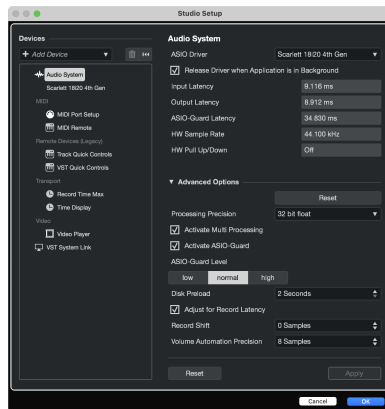 Studio Setup
Devices
+ Add Device
Audio System
Scarlett 18i20 4th Gen
MIDI
MIDI Port Setup
MIDI Remote
Remote Devices (Legacy)
Track Quick Controls
VST Quick Controls
Transport
Record Time Max
Time Display
Video
Video Player
VST System Link
Audio System
ASIO Driver Scarlett 18i20 4th Gen
Release Driver when Application is in Background
Input Latency 9.116 ms
Output Latency 8.912 ms
ASIO-Guard Latency 34.830 ms
HW Sample Rate 44.100 kHz
HW Pull Up/Down Off
Advanced Options
Reset
Processing Precision 32 bit float
Activate Multi Processing
Activate ASIO-Guard
ASIO-Guard Level
low normal high
Disk Preload 2 Seconds
Adjust for Record Latency
Record Shift 0 Samples
Volume Automation Precision 8 Samples
Reset Apply
Cancel OK